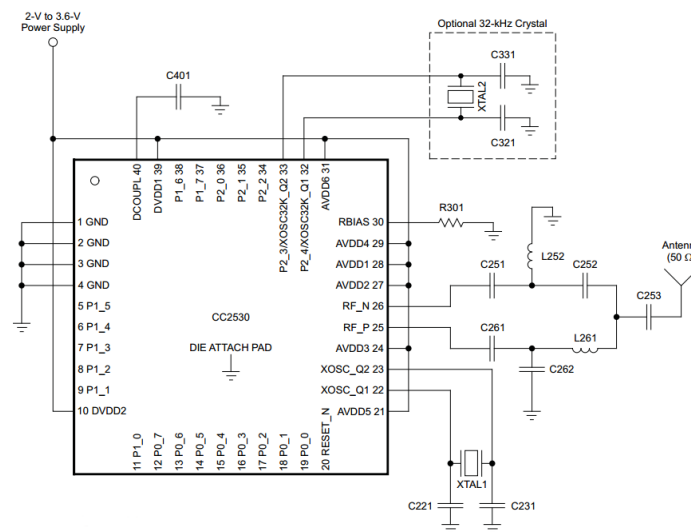 2-V to 3.6-V
Power Supply
Optional 32-kHz Crystal
C331
XTAL2
C321
C401
DCOUPL 40
DVDD1 39
P1_6 38
P1_7 37
P2_0 36
P2_1 35
P2_2 34
P2_3/XOSC32K_Q2 33
P2_4/XOSC32K_Q1 32
AVDD6 31
1 GND
2 GND
3 GND
4 GND
5 P1_5
6 P1_4
7 P1_3
8 P1_2
9 P1_1
10 DVDD2
CC2530
DIE ATTACH PAD
RBIAS 30
AVDD4 29
AVDD1 28
AVDD2 27
RF_N 26
RF_P 25
AVDD3 24
XOSC_Q2 23
XOSC_Q1 22
AVDD5 21
11 P1_0
12 P0_7
13 P0_6
14 P0_5
15 P0_4
16 P0_3
17 P0_2
18 P0_1
19 P0_0
20 RESET_N
R301
L252
C251
C252
C253
C261
L261
C262
Antenn
(50 Ω
XTAL1
C221
C231